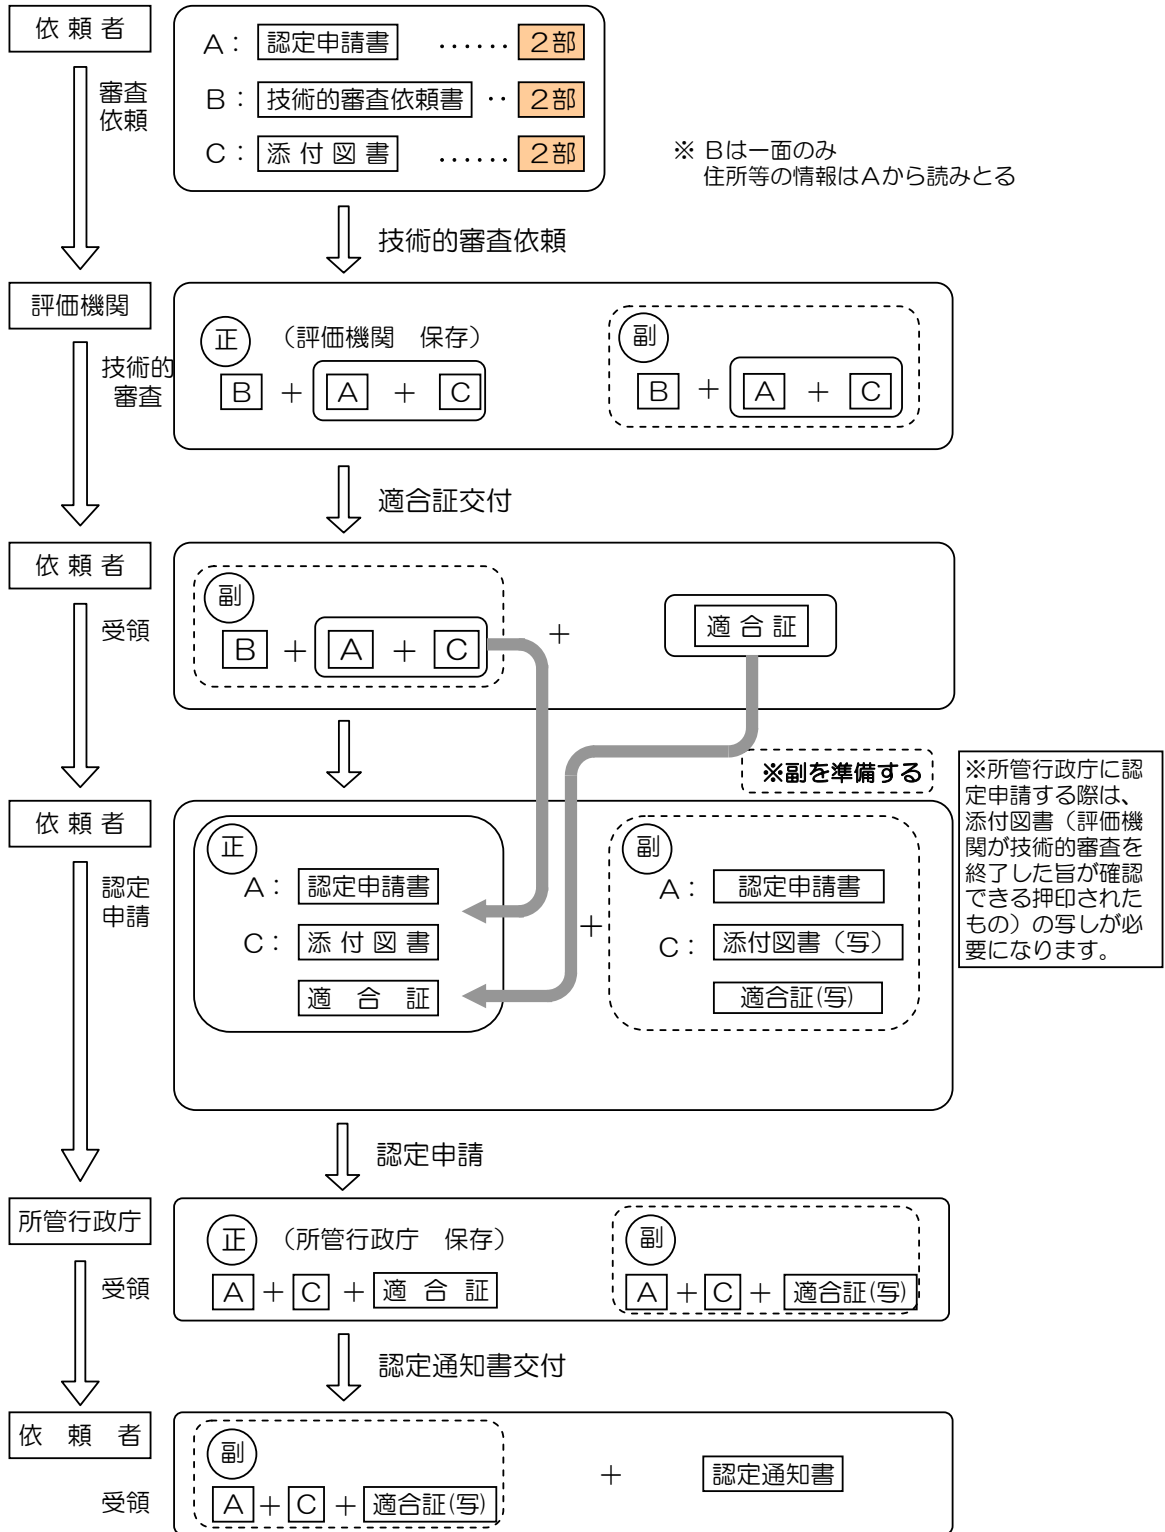 依 頼 者
A： 認定申請書 ‥‥‥ ２部
審査
依頼
B： 技術的審査依頼書 ‥ ２部
C： 添 付 図 書 ‥‥‥ ２部
※ Bは一面のみ
住所等の情報はAから読みとる
技術的審査依頼
評価機関
正 （評価機関　保存）
副
技術的
審査
B + A + C
B + A + C
適合証交付
依 頼 者
副
受領
B + A + C + 適 合 証
※副を準備する
※所管行政庁に認
定申請する際は、
添付図書（評価機
関が技術的審査を
終了した旨が確認
できる押印された
もの）の写しが必
要になります。
依 頼 者
認定
申請
正
A： 認定申請書
C： 添 付 図 書
適　合　証
+
副
A： 認定申請書
C： 添付図書（写）
適合証(写)
認定申請
所管行政庁
正 （所管行政庁　保存）
副
受領
A + C + 適 合 証
A + C + 適合証(写)
認定通知書交付
依　頼　者
副
受領
A + C + 適合証(写) + 認定通知書